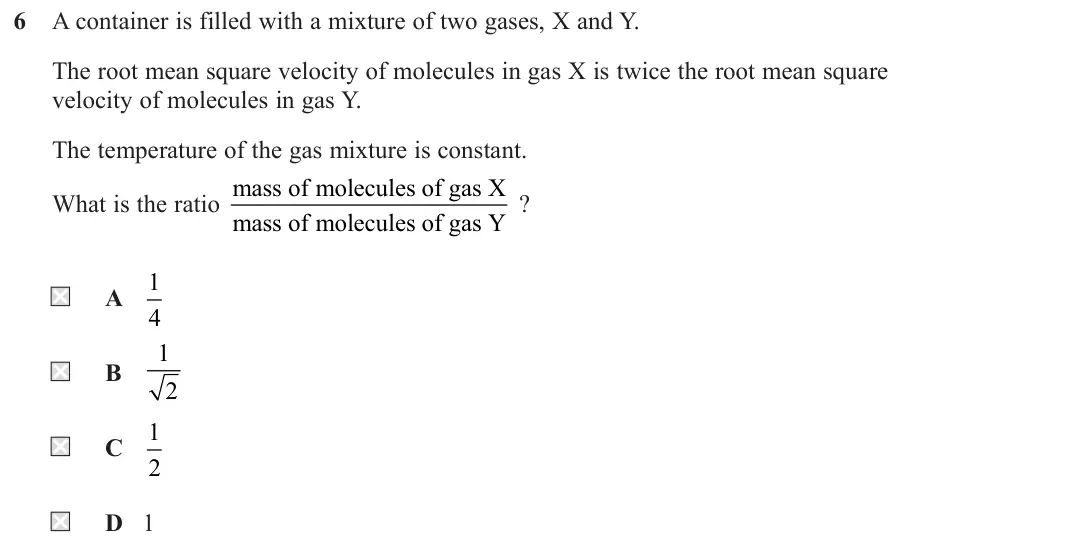 6 A container is filled with a mixture of two gases, X and Y.
The root mean square velocity of molecules in gas X is twice the root mean square
velocity of molecules in gas Y.
The temperature of the gas mixture is constant.
What is the ratio mass of molecules of gas X / mass of molecules of gas Y ?
A 1/4
B 1/√2
C 1/2
D 1